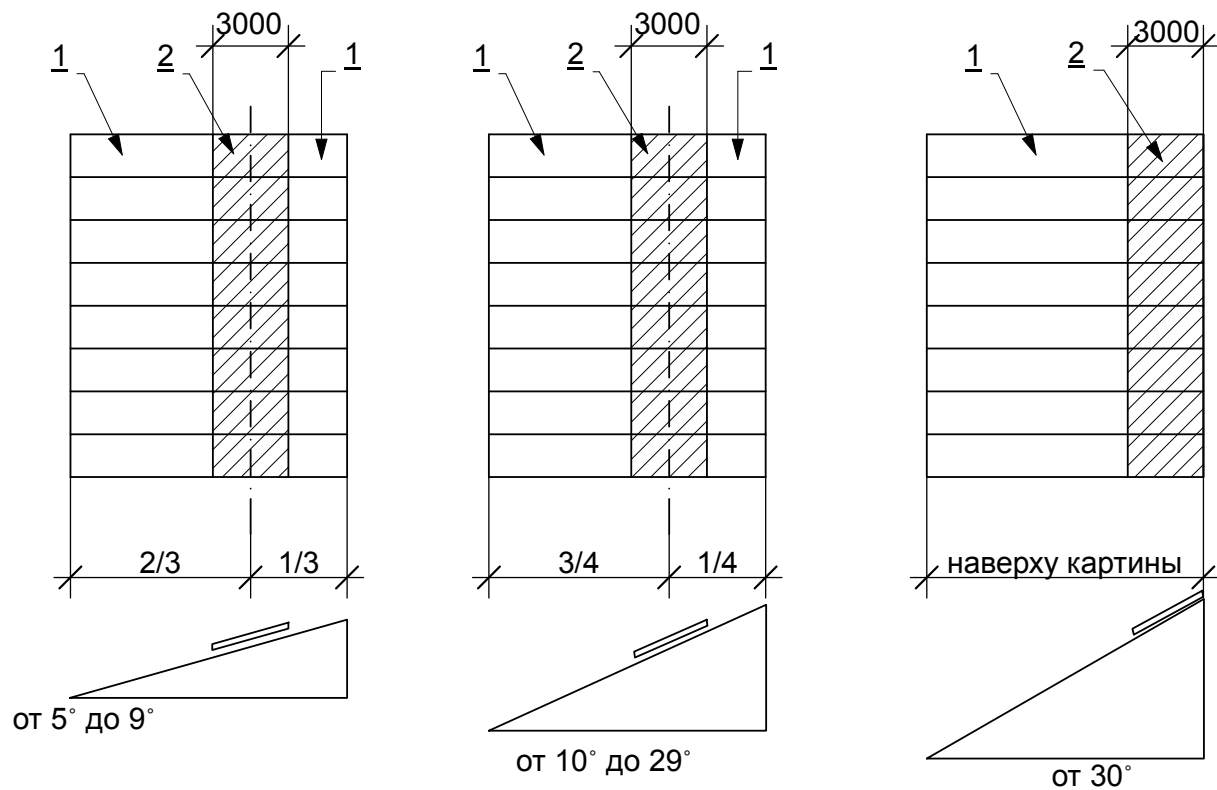 3000
1 2 1
2/3 1/3
от 5° до 9°
3000
1 2 1
3/4 1/4
от 10° до 29°
3000
1 2
наверху картины
от 30°